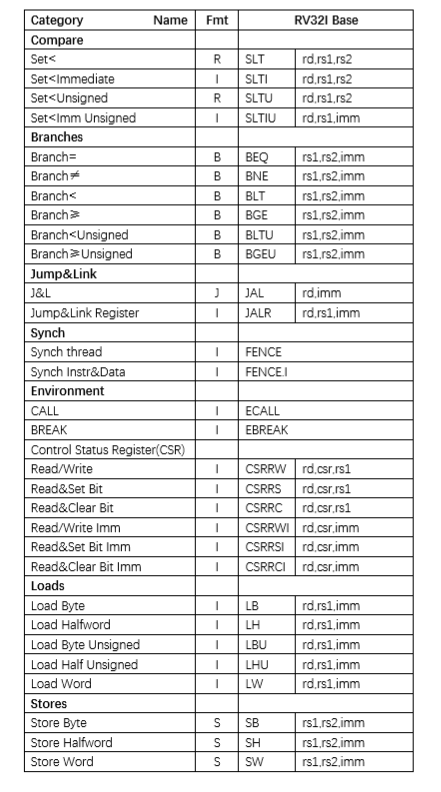 Category Name Fmt RV32I Base
Compare
Set< R SLT rd,rs1,rs2
Set<Immediate I SLTI rd,rs1,rs2
Set<Unsigned R SLTU rd,rs1,rs2
Set<Imm Unsigned I SLTIU rd,rs1,imm
Branches
Branch= B BEQ rs1,rs2,imm
Branch≠ B BNE rs1,rs2,imm
Branch< B BLT rs1,rs2,imm
Branch⩾ B BGE rs1,rs2,imm
Branch<Unsigned B BLTU rs1,rs2,imm
Branch⩾Unsigned B BGEU rs1,rs2,imm
Jump&Link
J&L J JAL rd,imm
Jump&Link Register I JALR rd,rs1,imm
Synch
Synch thread I FENCE
Synch Instr&Data I FENCE.I
Environment
CALL I ECALL
BREAK I EBREAK
Control Status Register(CSR)
Read/Write I CSRRW rd,csr,rs1
Read&Set Bit I CSRRS rd,csr,rs1
Read&Clear Bit I CSRRC rd,csr,rs1
Read/Write Imm I CSRRWI rd,csr,imm
Read&Set Bit Imm I CSRRSI rd,csr,imm
Read&Clear Bit Imm I CSRRCI rd,csr,imm
Loads
Load Byte I LB rd,rs1,imm
Load Halfword I LH rd,rs1,imm
Load Byte Unsigned I LBU rd,rs1,imm
Load Half Unsigned I LHU rd,rs1,imm
Load Word I LW rd,rs1,imm
Stores
Store Byte S SB rs1,rs2,imm
Store Halfword S SH rs1,rs2,imm
Store Word S SW rs1,rs2,imm